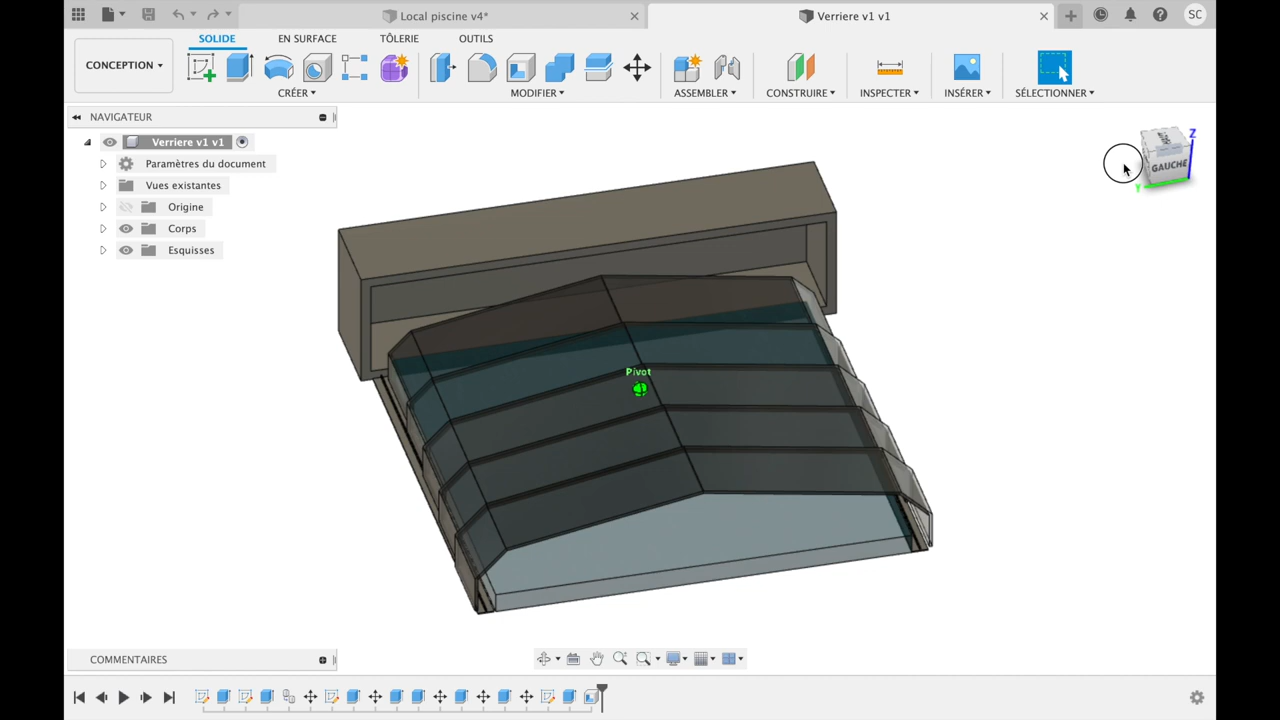 Local piscine v4*
Verriere v1 v1
SC
SOLIDE
EN SURFACE
TÔLERIE
OUTILS
CONCEPTION
CRÉER
MODIFIER
ASSEMBLER
CONSTRUIRE
INSPECTER
INSÉRER
SÉLECTIONNER
NAVIGATEUR
Verriere v1 v1
Paramètres du document
Vues existantes
Origine
Corps
Esquisses
Z
GAUCHE
Y
Pivot
COMMENTAIRES